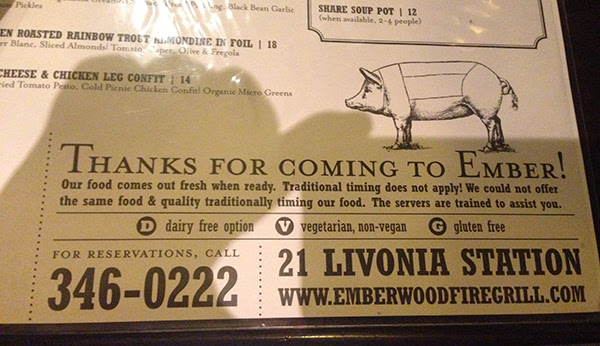 Pickles
Black Bean Garlic
SHARE SOUP POT | 12
(when available, 2-4 people)
EN ROASTED RAINBOW TROUT ALMONDINE IN FOIL | 18
rr Blanc, Sliced Almonds, Tomato, Caper, Olive & Fregola
CHEESE & CHICKEN LEG CONFIT | 14
ried Tomato Pesto, Cold Picnic Chicken Confit, Organic Micro Greens
THANKS FOR COMING TO EMBER!
Our food comes out fresh when ready. Traditional timing does not apply! We could not offer
the same food & quality traditionally timing our food. The servers are trained to assist you.
D dairy free option V vegetarian, non-vegan G gluten free
FOR RESERVATIONS, CALL
346-0222
21 LIVONIA STATION
WWW.EMBERWOODFIREGRILL.COM